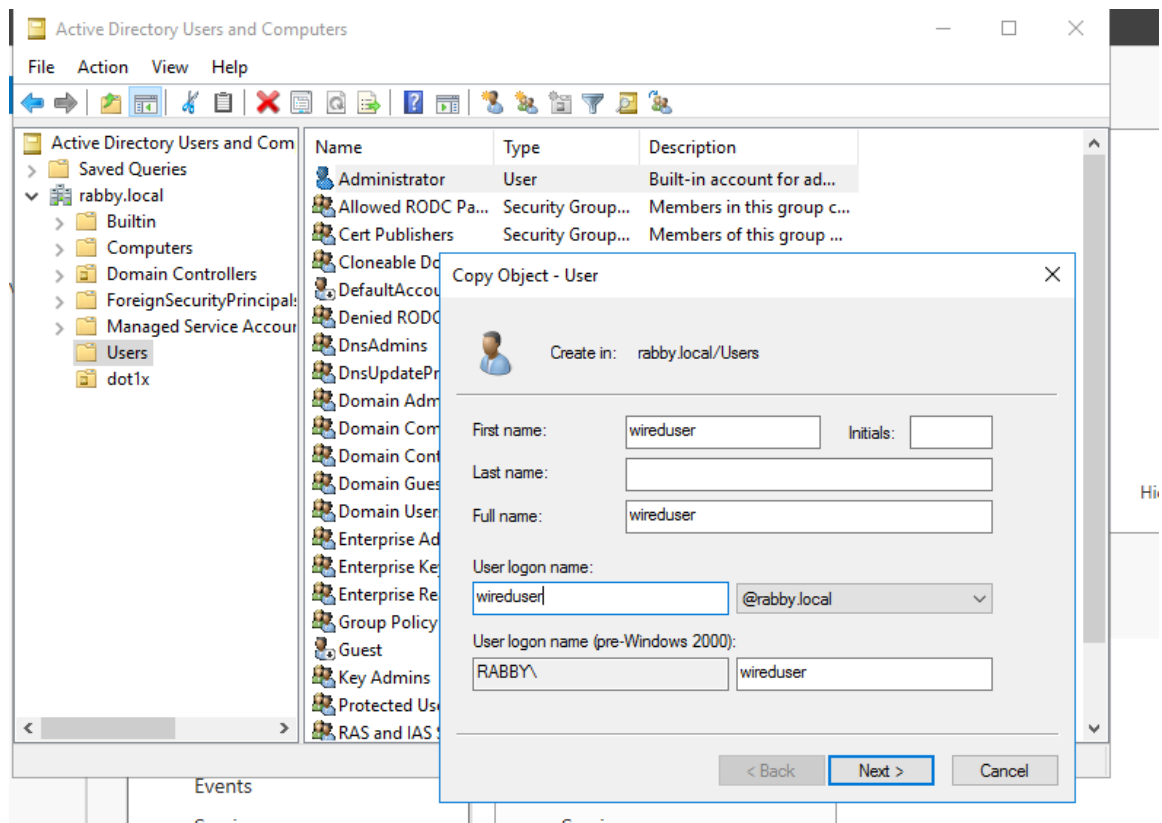 Active Directory Users and Computers
File Action View Help
Active Directory Users and Com
Saved Queries
rabby.local
Builtin
Computers
Domain Controllers
ForeignSecurityPrincipals
Managed Service Accour
Users
dot1x
Name Type Description
Administrator User Built-in account for ad...
Allowed RODC Pa... Security Group... Members in this group c...
Cert Publishers Security Group... Members of this group ...
Cloneable Do
DefaultAccou
Denied RODC
DnsAdmins
DnsUpdatePr
Domain Adm
Domain Com
Domain Cont
Domain Gues
Domain User
Enterprise Ad
Enterprise Key
Enterprise Re
Group Policy
Guest
Key Admins
Protected Use
RAS and IAS S
Copy Object - User
Create in: rabby.local/Users
First name: wireduser Initials:
Last name:
Full name: wireduser
User logon name:
wireduser @rabby.local
User logon name (pre-Windows 2000):
RABBY\ wireduser
< Back Next > Cancel
Events